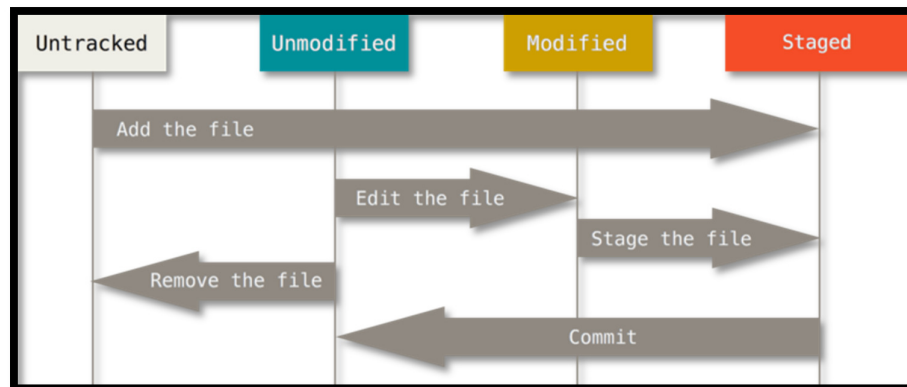 Untracked
Unmodified
Modified
Staged
Add the file
Edit the file
Stage the file
Remove the file
Commit